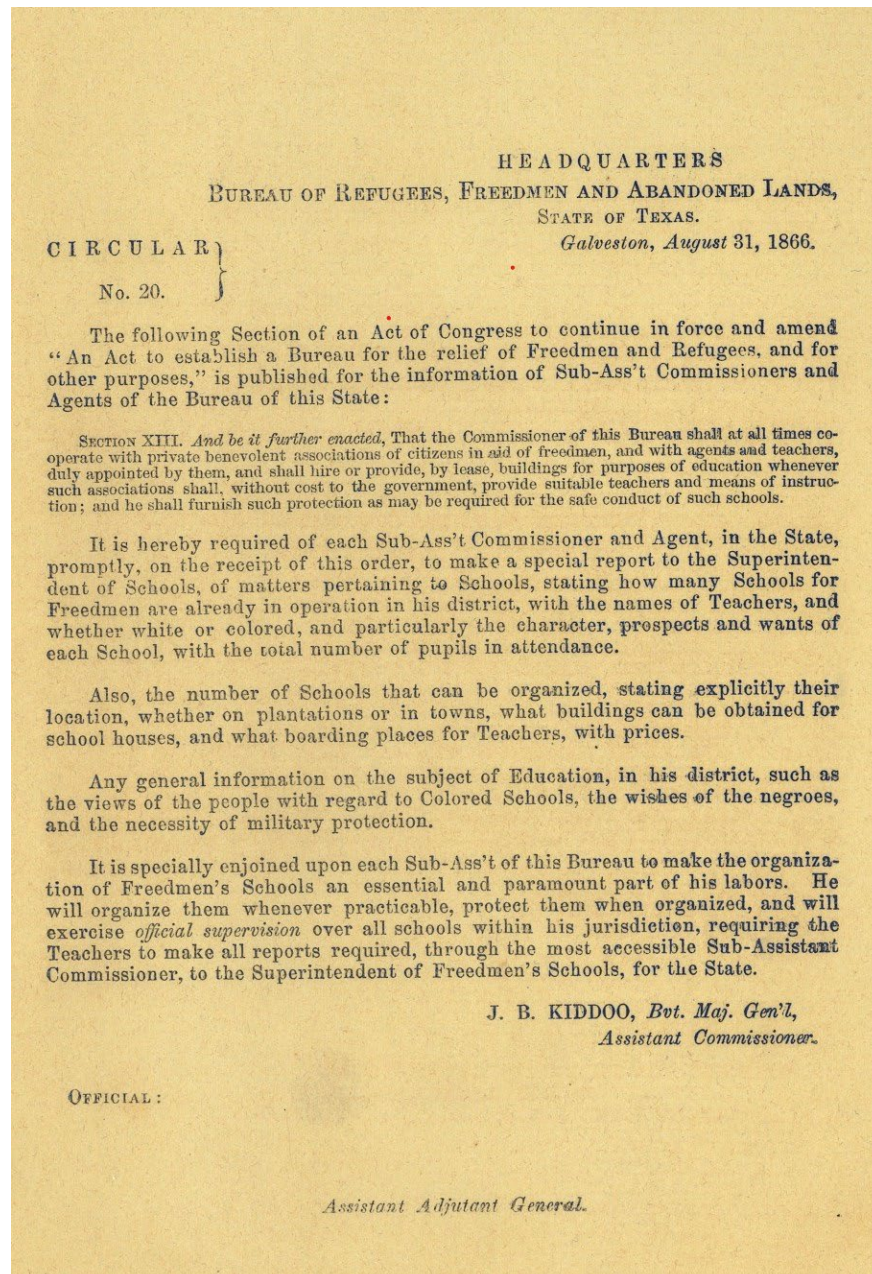 HEADQUARTERS
BUREAU OF REFUGEES, FREEDMEN AND ABANDONED LANDS,
STATE OF TEXAS.
Galveston, August 31, 1866.
CIRCULAR }
No. 20.
The following Section of an Act of Congress to continue in force and amend
“An Act to establish a Bureau for the relief of Freedmen and Refugees, and for
other purposes,” is published for the information of Sub-Ass't Commissioners and
Agents of the Bureau of this State:
SECTION XIII. And be it further enacted, That the Commissioner of this Bureau shall at all times co-
operate with private benevolent associations of citizens in aid of freedmen, and with agents and teachers,
duly appointed by them, and shall hire or provide, by lease, buildings for purposes of education whenever
such associations shall, without cost to the government, provide suitable teachers and means of instruc-
tion; and he shall furnish such protection as may be required for the safe conduct of such schools.
It is hereby required of each Sub-Ass't Commissioner and Agent, in the State,
promptly, on the receipt of this order, to make a special report to the Superinten-
dent of Schools, of matters pertaining to Schools, stating how many Schools for
Freedmen are already in operation in his district, with the names of Teachers, and
whether white or colored, and particularly the character, prospects and wants of
each School, with the total number of pupils in attendance.
Also, the number of Schools that can be organized, stating explicitly their
location, whether on plantations or in towns, what buildings can be obtained for
school houses, and what boarding places for Teachers, with prices.
Any general information on the subject of Education, in his district, such as
the views of the people with regard to Colored Schools, the wishes of the negroes,
and the necessity of military protection.
It is specially enjoined upon each Sub-Ass't of this Bureau to make the organiza-
tion of Freedmen's Schools an essential and paramount part of his labors. He
will organize them whenever practicable, protect them when organized, and will
exercise official supervision over all schools within his jurisdiction, requiring the
Teachers to make all reports required, through the most accessible Sub-Assistant
Commissioner, to the Superintendent of Freedmen's Schools, for the State.
J. B. KIDDOO, Bvt. Maj. Gen'l,
Assistant Commissioner.
OFFICIAL:
Assistant Adjutant General.